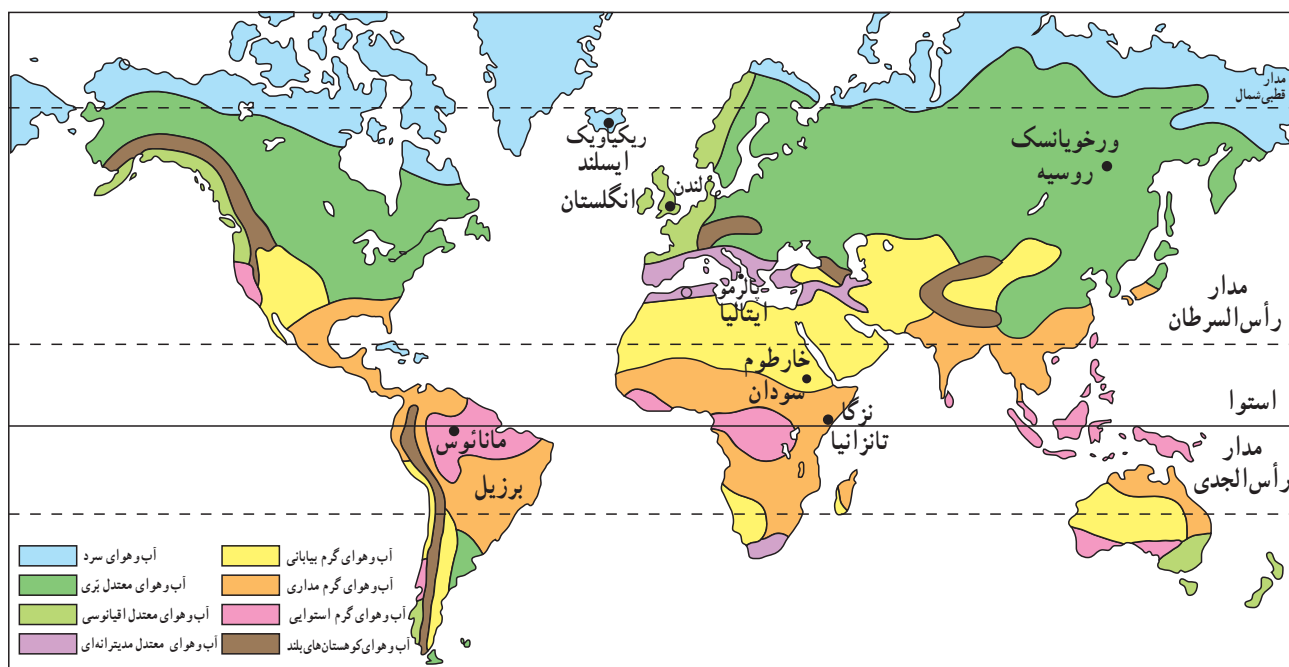 مدار
قطبی‌شمال
ریکیاویک
ایسلند
ورخویانسک
روسیه
لندن
انگلستان
پالرمو
ایتالیا
مدار
رأس‌السرطان
خارطوم
سودان
استوا
نزگا
تانزانیا
مانائوس
مدار
رأس‌الجدی
برزیل
آب‌وهوای سرد
آب‌وهوای معتدل بَرّی
آب‌وهوای معتدل اقیانوسی
آب‌وهوای معتدل مدیترانه‌ای
آب‌وهوای گرم بیابانی
آب‌وهوای گرم مداری
آب‌وهوای گرم استوایی
آب‌وهوای‌کوهستان‌های‌بلند